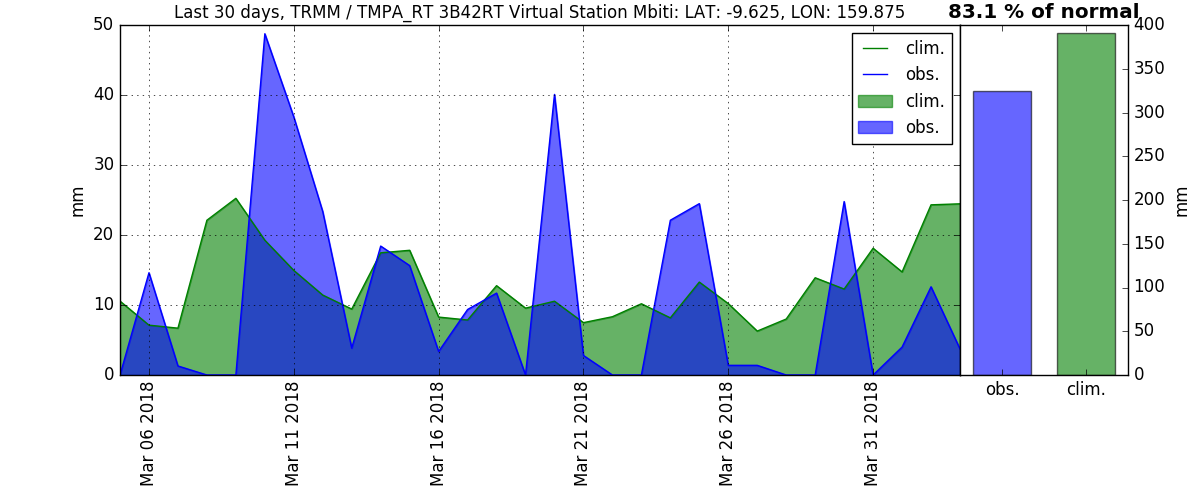 Last 30 days, TRMM / TMPA_RT 3B42RT Virtual Station Mbiti: LAT: -9.625, LON: 159.875
83.1 % of normal
50
40
30
20
10
0
mm
clim.
obs.
clim.
obs.
400
350
300
250
200
150
100
50
0
mm
Mar 06 2018
Mar 11 2018
Mar 16 2018
Mar 21 2018
Mar 26 2018
Mar 31 2018
obs.
clim.